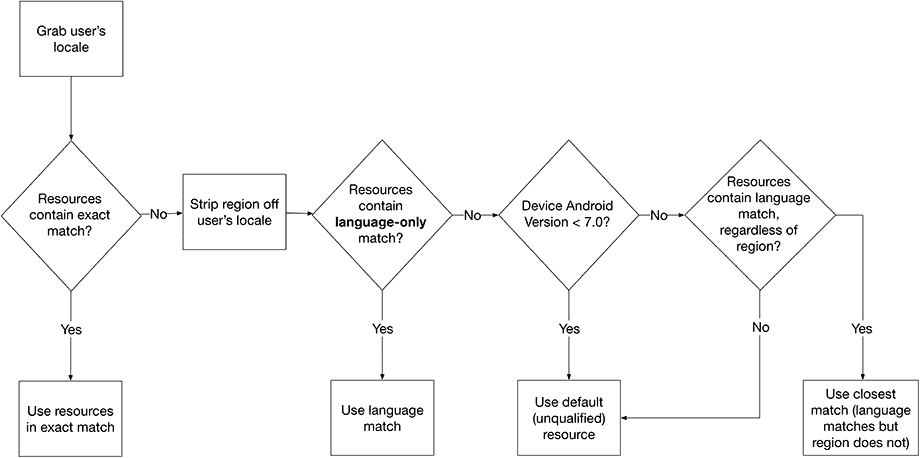 Grab user's
locale
Resources
contain exact
match?
No
Strip region off
user's locale
Resources
contain
language-only
match?
No
Device Android
Version < 7.0?
No
Resources
contain language
match,
regardless of
region?
Yes
Yes
Yes
No
Yes
Use resources
in exact match
Use language
match
Use default
(unqualified)
resource
Use closest
match (language
matches but
region does not)